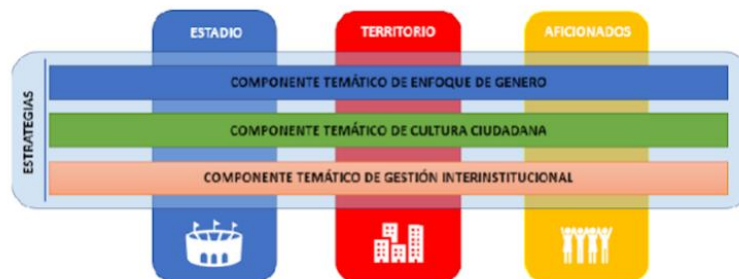 ESTADIO
TERRITORIO
AFICIONADOS
ESTRATEGIAS
COMPONENTE TEMÁTICO DE ENFOQUE DE GENERO
COMPONENTE TEMÁTICO DE CULTURA CIUDADANA
COMPONENTE TEMÁTICO DE GESTIÓN INTERINSTITUCIONAL